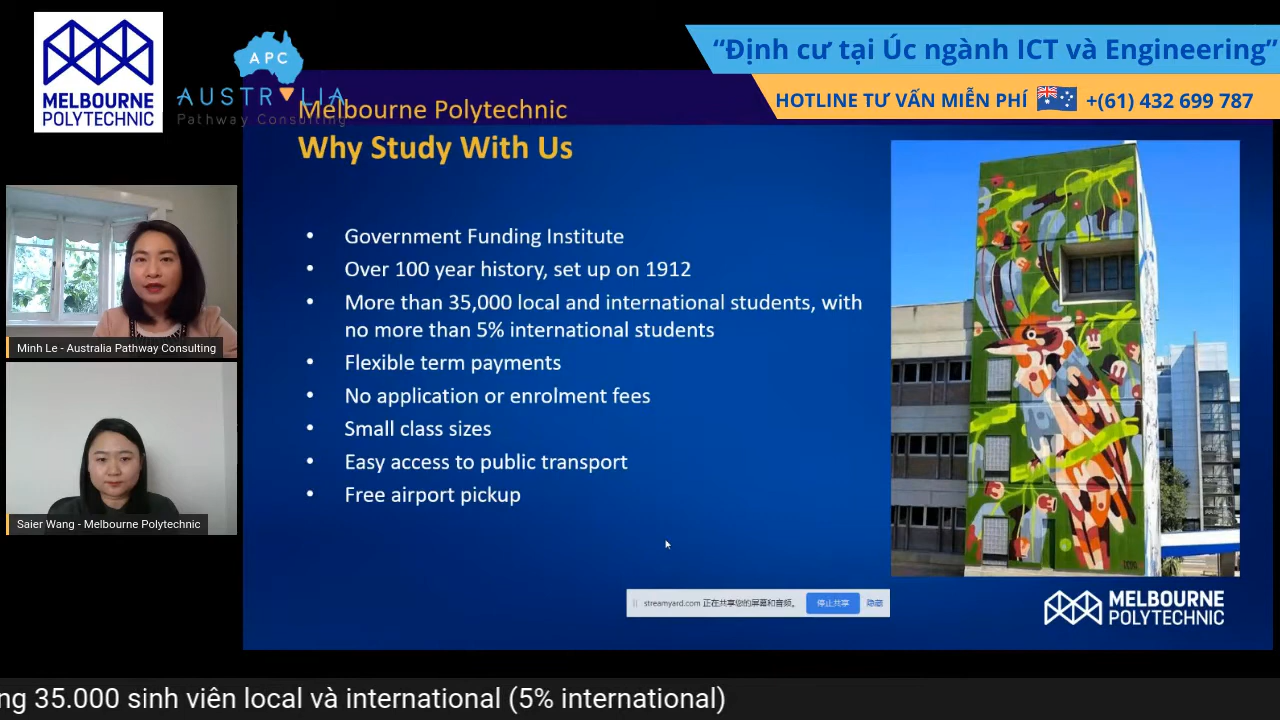 MELBOURNE
POLYTECHNIC
APC
AUSTRALIA
Pathway Consulting
“Định cư tại Úc ngành ICT và Engineering”
HOTLINE TƯ VẤN MIỄN PHÍ +(61) 432 699 787
Melbourne Polytechnic
Why Study With Us
• Government Funding Institute
• Over 100 year history, set up on 1912
• More than 35,000 local and international students, with
no more than 5% international students
• Flexible term payments
• No application or enrolment fees
• Small class sizes
• Easy access to public transport
• Free airport pickup
Minh Le - Australia Pathway Consulting
Saier Wang - Melbourne Polytechnic
streamyard.com 正在共享您的屏幕和音频。 停止共享 隐藏
MELBOURNE
POLYTECHNIC
ng 35.000 sinh viên local và international (5% international)